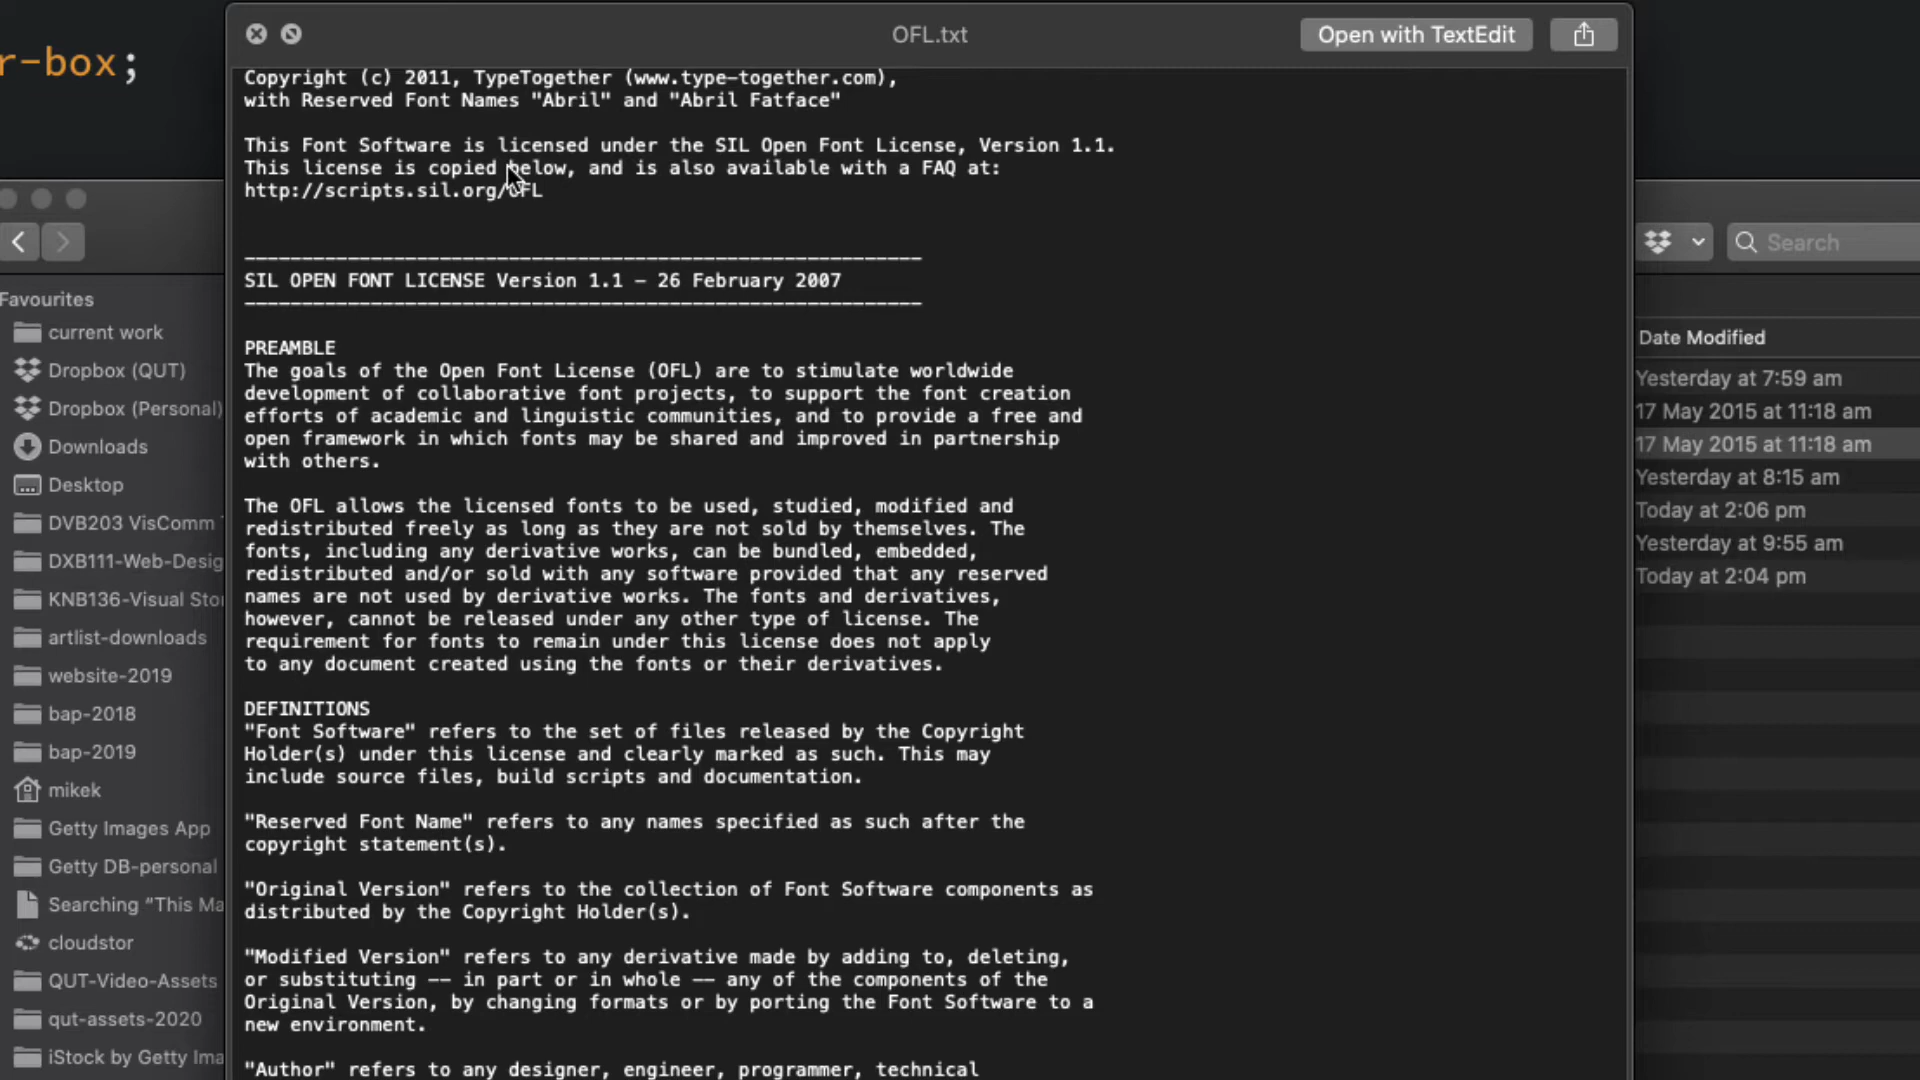 r-box;
OFL.txt
Open with TextEdit
Copyright (c) 2011, TypeTogether (www.type-together.com),
with Reserved Font Names "Abril" and "Abril Fatface"
This Font Software is licensed under the SIL Open Font License, Version 1.1.
This license is copied below, and is also available with a FAQ at:
http://scripts.sil.org/OFL
-----------------------------------------------------------
SIL OPEN FONT LICENSE Version 1.1 - 26 February 2007
-----------------------------------------------------------
PREAMBLE
The goals of the Open Font License (OFL) are to stimulate worldwide
development of collaborative font projects, to support the font creation
efforts of academic and linguistic communities, and to provide a free and
open framework in which fonts may be shared and improved in partnership
with others.
The OFL allows the licensed fonts to be used, studied, modified and
redistributed freely as long as they are not sold by themselves. The
fonts, including any derivative works, can be bundled, embedded,
redistributed and/or sold with any software provided that any reserved
names are not used by derivative works. The fonts and derivatives,
however, cannot be released under any other type of license. The
requirement for fonts to remain under this license does not apply
to any document created using the fonts or their derivatives.
DEFINITIONS
"Font Software" refers to the set of files released by the Copyright
Holder(s) under this license and clearly marked as such. This may
include source files, build scripts and documentation.
"Reserved Font Name" refers to any names specified as such after the
copyright statement(s).
"Original Version" refers to the collection of Font Software components as
distributed by the Copyright Holder(s).
"Modified Version" refers to any derivative made by adding to, deleting,
or substituting -- in part or in whole -- any of the components of the
Original Version, by changing formats or by porting the Font Software to a
new environment.
"Author" refers to any designer, engineer, programmer, technical
Favourites
current work
Dropbox (QUT)
Dropbox (Personal)
Downloads
Desktop
DVB203 VisComm
DXB111-Web-Desig
KNB136-Visual Sto
artlist-downloads
website-2019
bap-2018
bap-2019
mikek
Getty Images App
Getty DB-personal
Searching “This Ma
cloudstor
QUT-Video-Assets
qut-assets-2020
iStock by Getty Ima
Search
Date Modified
Yesterday at 7:59 am
17 May 2015 at 11:18 am
17 May 2015 at 11:18 am
Yesterday at 8:15 am
Today at 2:06 pm
Yesterday at 9:55 am
Today at 2:04 pm